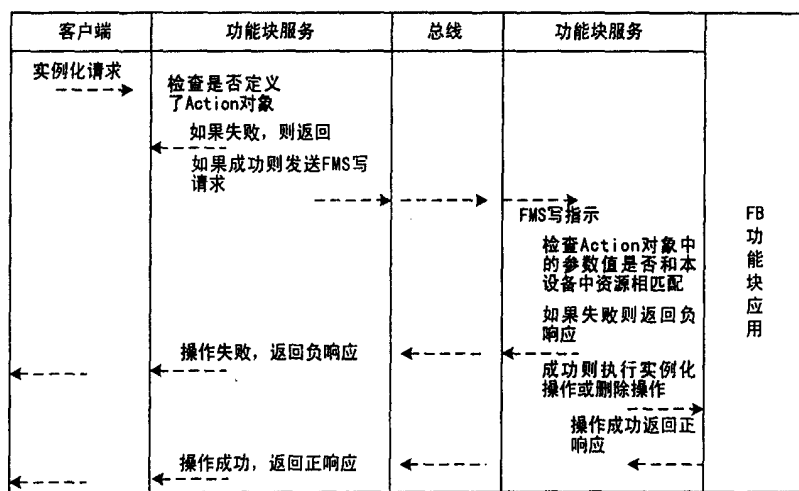 客户端
功能块服务
总线
功能块服务
实例化请求
检查是否定义
了Action对象
如果失败，则返回
如果成功则发送FMS写
请求
FMS写指示
检查Action对象中
的参数值是否和本
设备中资源相匹配
如果失败则返回负
响应
操作失败，返回负响应
成功则执行实例化
操作或删除操作
操作成功返回正
响应
操作成功，返回正响应
FB
功
能
块
应
用